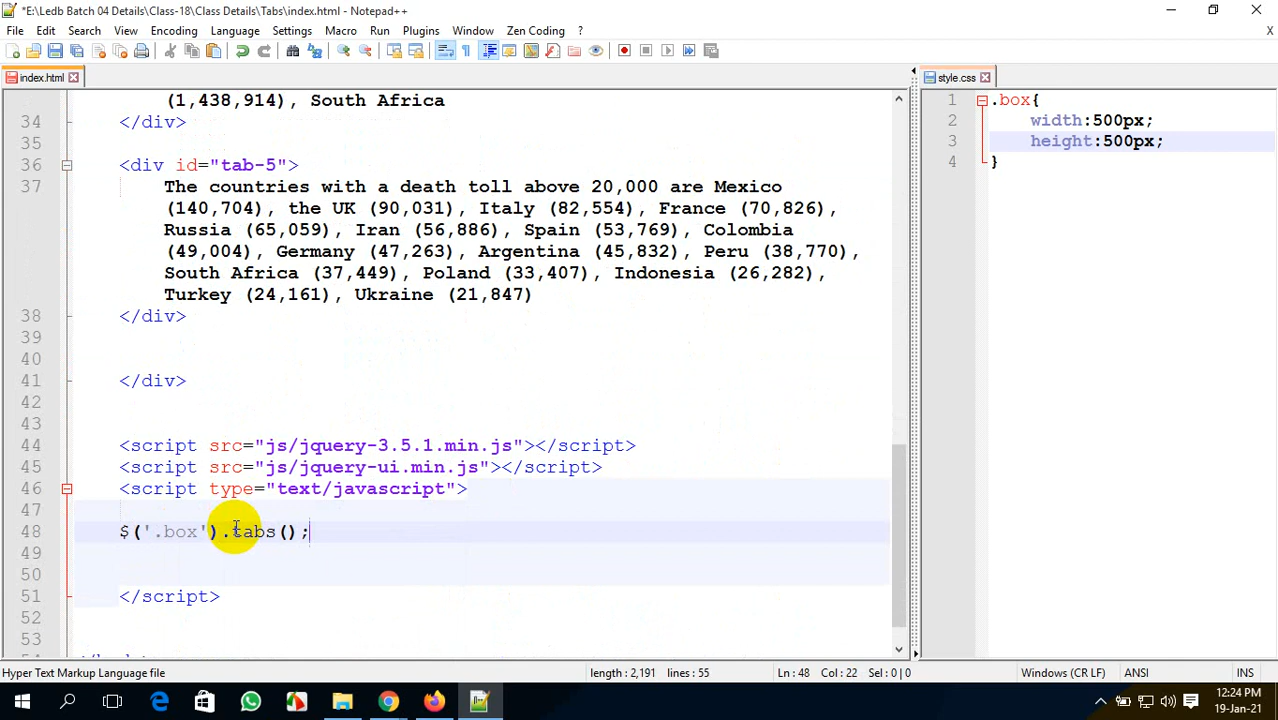 *E:\Ledb Batch 04 Details\Class-18\Class Details\Tabs\index.html - Notepad++
File Edit Search View Encoding Language Settings Macro Run Plugins Window Zen Coding ? X
index.html
style.css
(1,438,914), South Africa
34 </div>
35
36 <div id="tab-5">
37 The countries with a death toll above 20,000 are Mexico
(140,704), the UK (90,031), Italy (82,554), France (70,826),
Russia (65,059), Iran (56,886), Spain (53,769), Colombia
(49,004), Germany (47,263), Argentina (45,832), Peru (38,770),
South Africa (37,449), Poland (33,407), Indonesia (26,282),
Turkey (24,161), Ukraine (21,847)
38 </div>
39
40
41 </div>
42
43
44 <script src="js/jquery-3.5.1.min.js"></script>
45 <script src="js/jquery-ui.min.js"></script>
46 <script type="text/javascript">
47
48 $('.box').tabs();
49
50
51 </script>
52
53
1 .box{
2 width:500px;
3 height:500px;
4 }
Hyper Text Markup Language file length : 2,191 lines : 55 Ln : 48 Col : 22 Sel : 0 | 0 Windows (CR LF) ANSI INS
12:24 PM
19-Jan-21